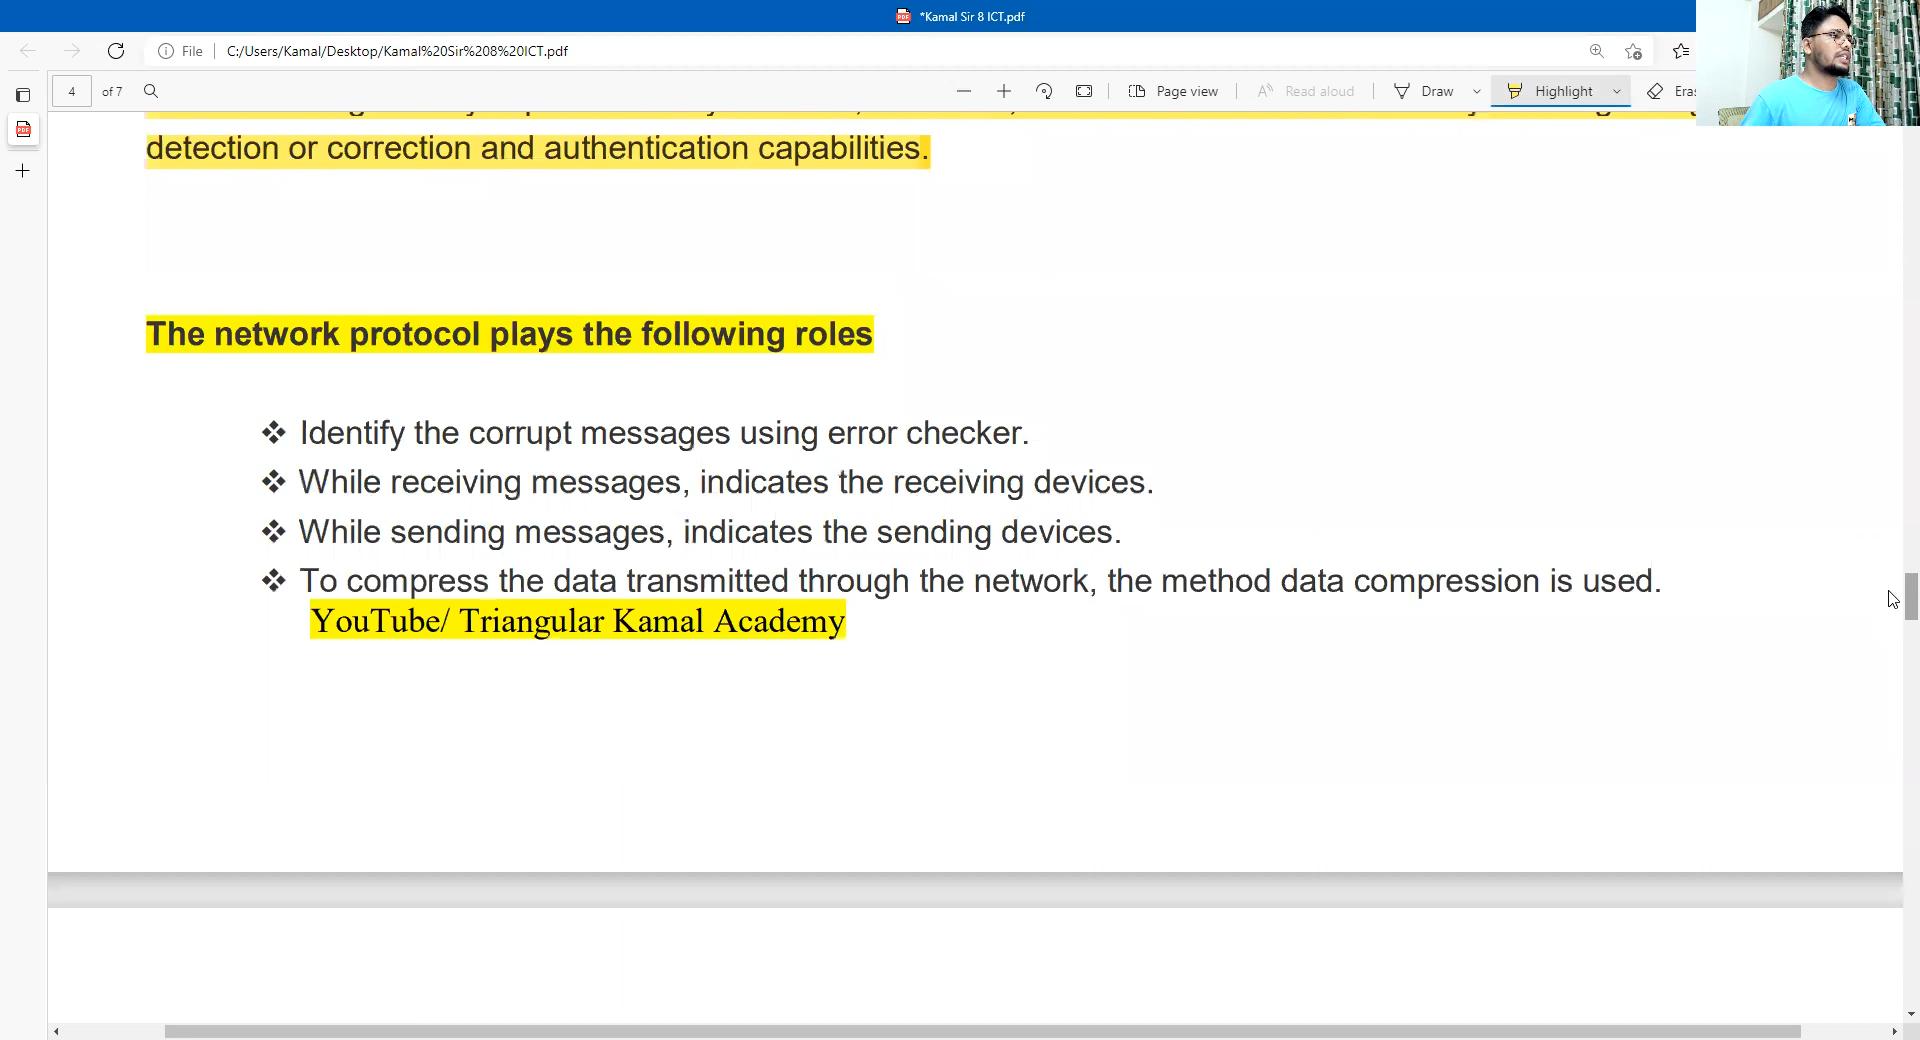 *Kamal Sir 8 ICT.pdf
File C:/Users/Kamal/Desktop/Kamal%20Sir%208%20ICT.pdf
4 of 7 Page view Read aloud Draw Highlight
detection or correction and authentication capabilities.
The network protocol plays the following roles
❖ Identify the corrupt messages using error checker.
❖ While receiving messages, indicates the receiving devices.
❖ While sending messages, indicates the sending devices.
❖ To compress the data transmitted through the network, the method data compression is used.
YouTube/ Triangular Kamal Academy